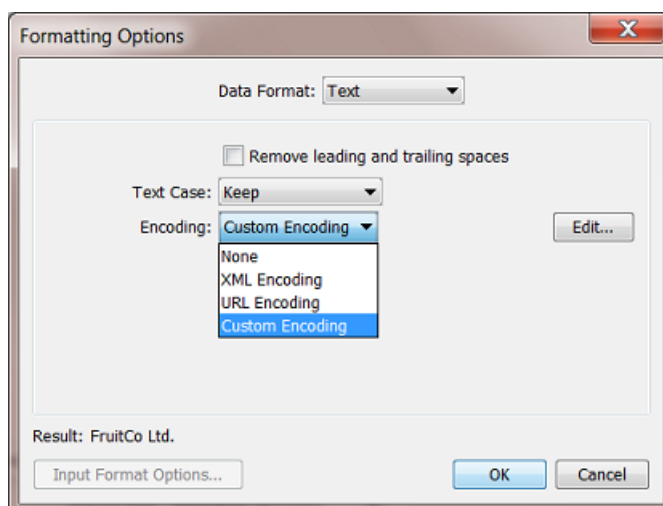 Formatting Options
X
Data Format: Text
Remove leading and trailing spaces
Text Case: Keep
Encoding: Custom Encoding Edit...
None
XML Encoding
URL Encoding
Custom Encoding
Result: FruitCo Ltd.
Input Format Options... OK Cancel